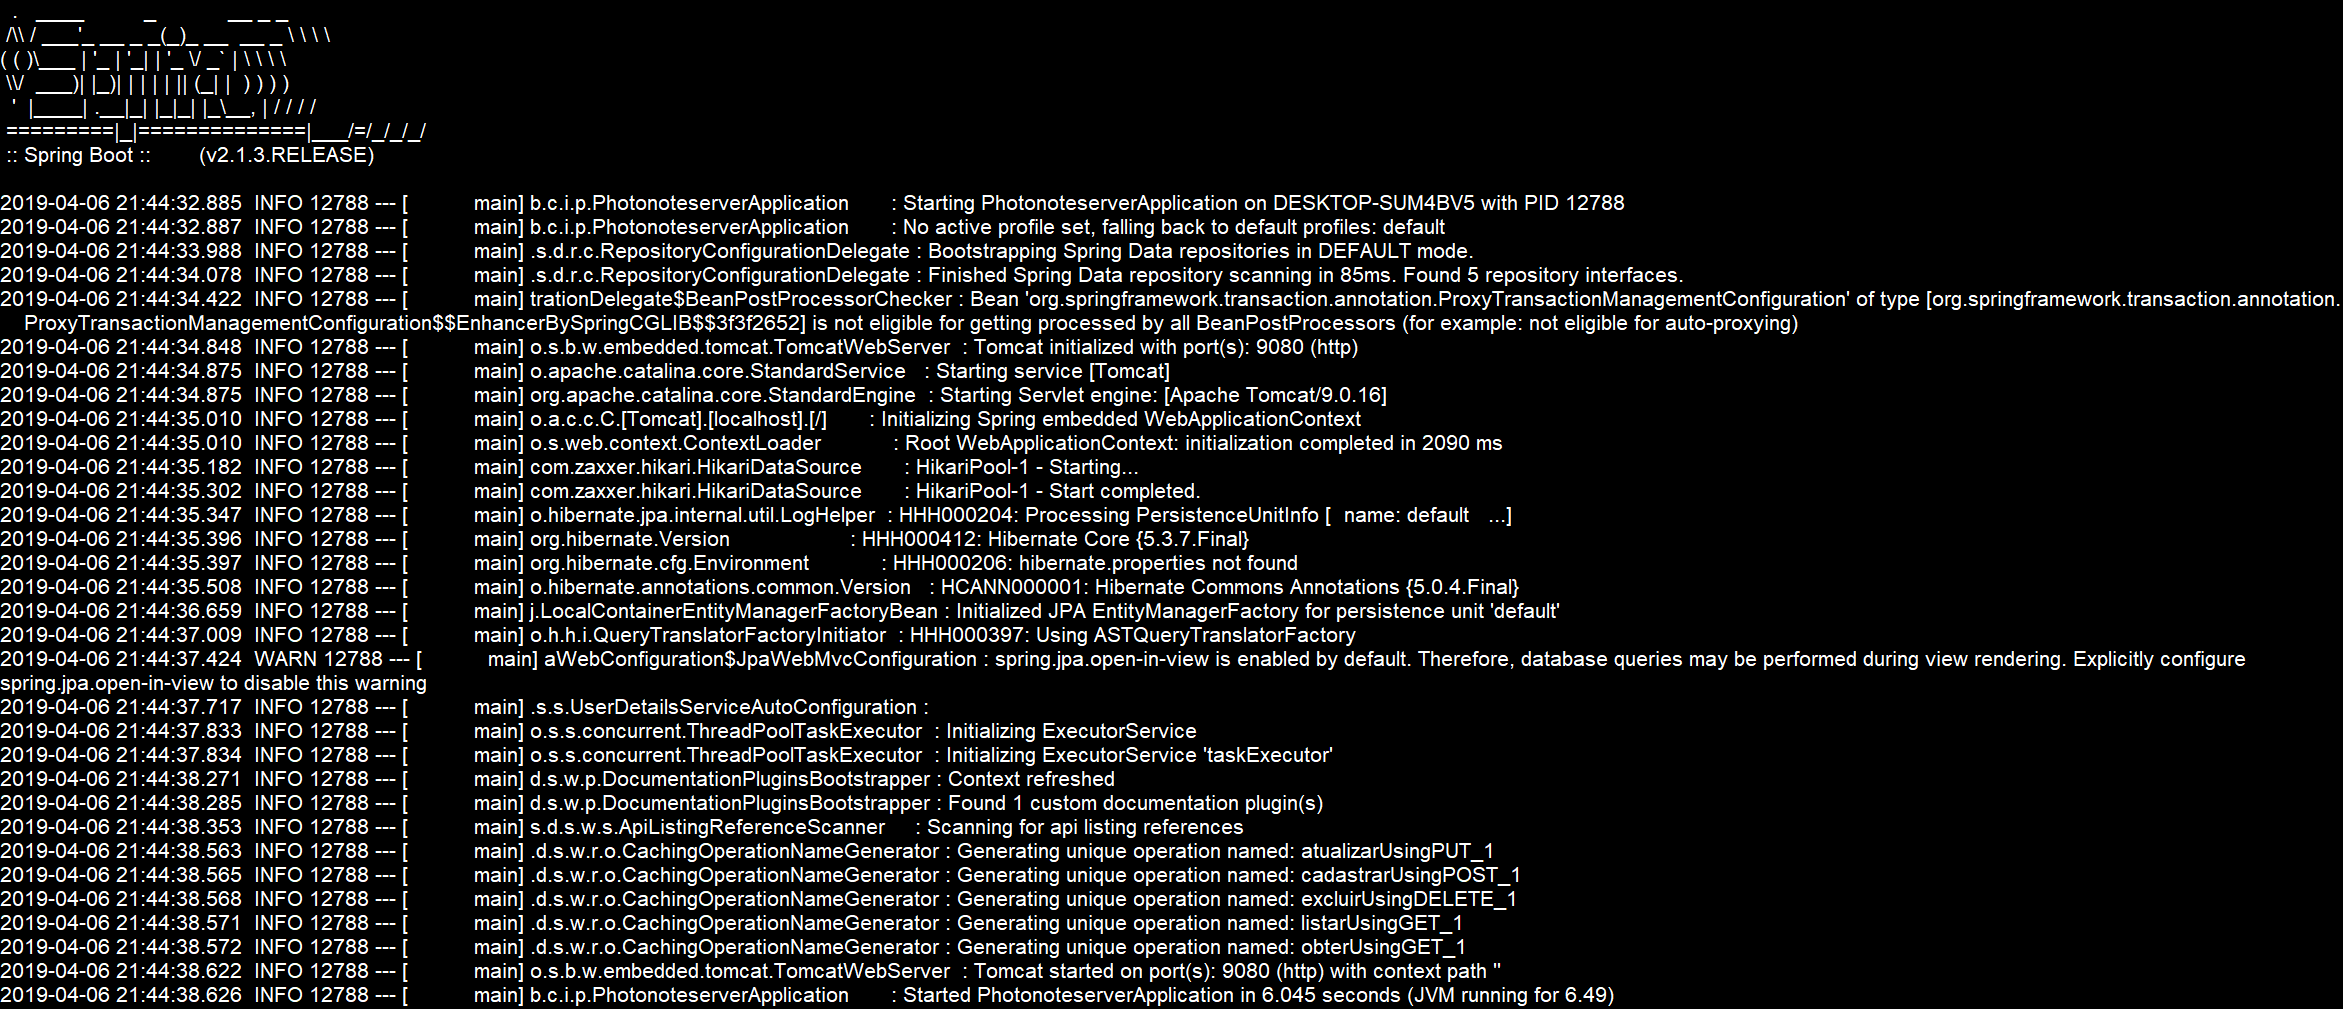 .   ____          _            __ _ _
 /\\ / ___'_ __ _ _(_)_ __  __ _ \ \ \ \
( ( )\___ | '_ | '_| | '_ \/ _` | \ \ \ \
 \\/  ___)| |_)| | | | | || (_| |  ) ) ) )
  '  |____| .__|_| |_|_| |_\__, | / / / /
 =========|_|==============|___/=/_/_/_/
 :: Spring Boot ::        (v2.1.3.RELEASE)
2019-04-06 21:44:32.885  INFO 12788 --- [           main] b.c.i.p.PhotonoteserverApplication       : Starting PhotonoteserverApplication on DESKTOP-SUM4BV5 with PID 12788
2019-04-06 21:44:32.887  INFO 12788 --- [           main] b.c.i.p.PhotonoteserverApplication       : No active profile set, falling back to default profiles: default
2019-04-06 21:44:33.988  INFO 12788 --- [           main] .s.d.r.c.RepositoryConfigurationDelegate : Bootstrapping Spring Data repositories in DEFAULT mode.
2019-04-06 21:44:34.078  INFO 12788 --- [           main] .s.d.r.c.RepositoryConfigurationDelegate : Finished Spring Data repository scanning in 85ms. Found 5 repository interfaces.
2019-04-06 21:44:34.422  INFO 12788 --- [           main] trationDelegate$BeanPostProcessorChecker : Bean 'org.springframework.transaction.annotation.ProxyTransactionManagementConfiguration' of type [org.springframework.transaction.annotation.
    ProxyTransactionManagementConfiguration$$EnhancerBySpringCGLIB$$3f3f2652] is not eligible for getting processed by all BeanPostProcessors (for example: not eligible for auto-proxying)
2019-04-06 21:44:34.848  INFO 12788 --- [           main] o.s.b.w.embedded.tomcat.TomcatWebServer  : Tomcat initialized with port(s): 9080 (http)
2019-04-06 21:44:34.875  INFO 12788 --- [           main] o.apache.catalina.core.StandardService   : Starting service [Tomcat]
2019-04-06 21:44:34.875  INFO 12788 --- [           main] org.apache.catalina.core.StandardEngine  : Starting Servlet engine: [Apache Tomcat/9.0.16]
2019-04-06 21:44:35.010  INFO 12788 --- [           main] o.a.c.c.C.[Tomcat].[localhost].[/]       : Initializing Spring embedded WebApplicationContext
2019-04-06 21:44:35.010  INFO 12788 --- [           main] o.s.web.context.ContextLoader            : Root WebApplicationContext: initialization completed in 2090 ms
2019-04-06 21:44:35.182  INFO 12788 --- [           main] com.zaxxer.hikari.HikariDataSource       : HikariPool-1 - Starting...
2019-04-06 21:44:35.302  INFO 12788 --- [           main] com.zaxxer.hikari.HikariDataSource       : HikariPool-1 - Start completed.
2019-04-06 21:44:35.347  INFO 12788 --- [           main] o.hibernate.jpa.internal.util.LogHelper  : HHH000204: Processing PersistenceUnitInfo [  name: default   ...]
2019-04-06 21:44:35.396  INFO 12788 --- [           main] org.hibernate.Version                    : HHH000412: Hibernate Core {5.3.7.Final}
2019-04-06 21:44:35.397  INFO 12788 --- [           main] org.hibernate.cfg.Environment            : HHH000206: hibernate.properties not found
2019-04-06 21:44:35.508  INFO 12788 --- [           main] o.hibernate.annotations.common.Version   : HCANN000001: Hibernate Commons Annotations {5.0.4.Final}
2019-04-06 21:44:36.659  INFO 12788 --- [           main] j.LocalContainerEntityManagerFactoryBean : Initialized JPA EntityManagerFactory for persistence unit 'default'
2019-04-06 21:44:37.009  INFO 12788 --- [           main] o.h.h.i.QueryTranslatorFactoryInitiator  : HHH000397: Using ASTQueryTranslatorFactory
2019-04-06 21:44:37.424  WARN 12788 --- [           main] aWebConfiguration$JpaWebMvcConfiguration : spring.jpa.open-in-view is enabled by default. Therefore, database queries may be performed during view rendering. Explicitly configure
spring.jpa.open-in-view to disable this warning
2019-04-06 21:44:37.717  INFO 12788 --- [           main] .s.s.UserDetailsServiceAutoConfiguration :
2019-04-06 21:44:37.833  INFO 12788 --- [           main] o.s.s.concurrent.ThreadPoolTaskExecutor  : Initializing ExecutorService
2019-04-06 21:44:37.834  INFO 12788 --- [           main] o.s.s.concurrent.ThreadPoolTaskExecutor  : Initializing ExecutorService 'taskExecutor'
2019-04-06 21:44:38.271  INFO 12788 --- [           main] d.s.w.p.DocumentationPluginsBootstrapper : Context refreshed
2019-04-06 21:44:38.285  INFO 12788 --- [           main] d.s.w.p.DocumentationPluginsBootstrapper : Found 1 custom documentation plugin(s)
2019-04-06 21:44:38.353  INFO 12788 --- [           main] s.d.s.w.s.ApiListingReferenceScanner     : Scanning for api listing references
2019-04-06 21:44:38.563  INFO 12788 --- [           main] .d.s.w.r.o.CachingOperationNameGenerator : Generating unique operation named: atualizarUsingPUT_1
2019-04-06 21:44:38.565  INFO 12788 --- [           main] .d.s.w.r.o.CachingOperationNameGenerator : Generating unique operation named: cadastrarUsingPOST_1
2019-04-06 21:44:38.568  INFO 12788 --- [           main] .d.s.w.r.o.CachingOperationNameGenerator : Generating unique operation named: excluirUsingDELETE_1
2019-04-06 21:44:38.571  INFO 12788 --- [           main] .d.s.w.r.o.CachingOperationNameGenerator : Generating unique operation named: listarUsingGET_1
2019-04-06 21:44:38.572  INFO 12788 --- [           main] .d.s.w.r.o.CachingOperationNameGenerator : Generating unique operation named: obterUsingGET_1
2019-04-06 21:44:38.622  INFO 12788 --- [           main] o.s.b.w.embedded.tomcat.TomcatWebServer  : Tomcat started on port(s): 9080 (http) with context path ''
2019-04-06 21:44:38.626  INFO 12788 --- [           main] b.c.i.p.PhotonoteserverApplication       : Started PhotonoteserverApplication in 6.045 seconds (JVM running for 6.49)